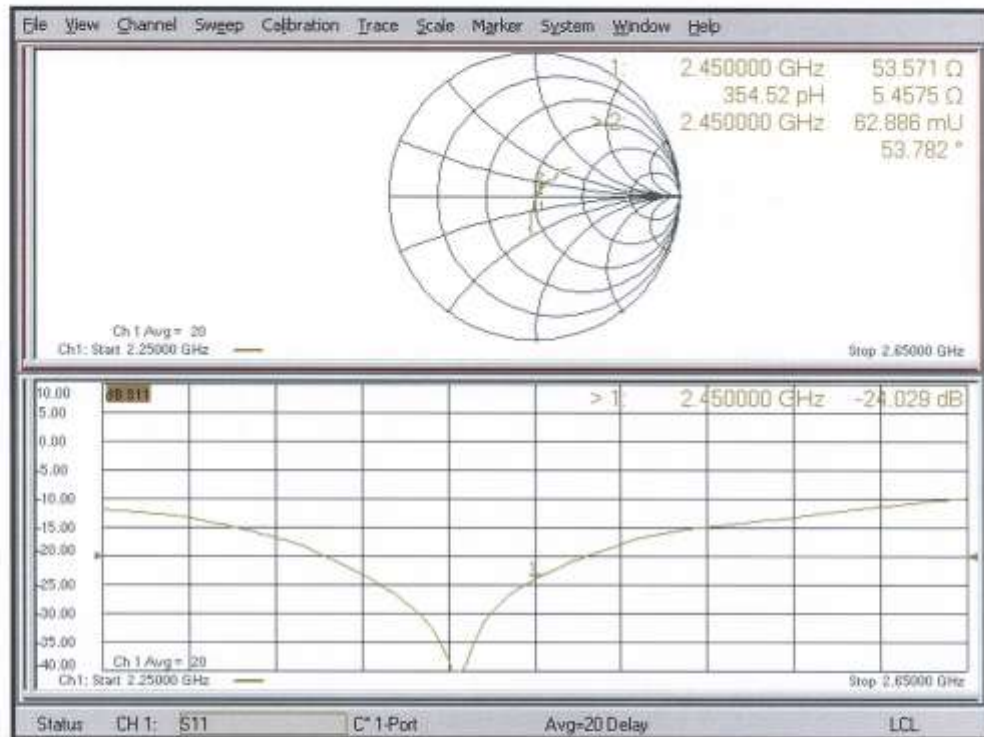 File View Channel Sweep Calibration Trace Scale Marker System Window Help
1: 2.450000 GHz 53.571 Ω
354.52 pH 5.4575 Ω
> 2: 2.450000 GHz 62.886 mU
53.782 °
Ch 1 Avg = 20
Ch1: Start 2.25000 GHz Stop 2.65000 GHz
10.00 dB S11 > 1: 2.450000 GHz -24.029 dB
5.00
0.00
-5.00
-10.00
-15.00
-20.00
-25.00
-30.00
-35.00
-40.00 Ch 1 Avg = 20
Ch1: Start 2.25000 GHz Stop 2.65000 GHz
Status CH 1: S11 C* 1-Port Avg=20 Delay LCL